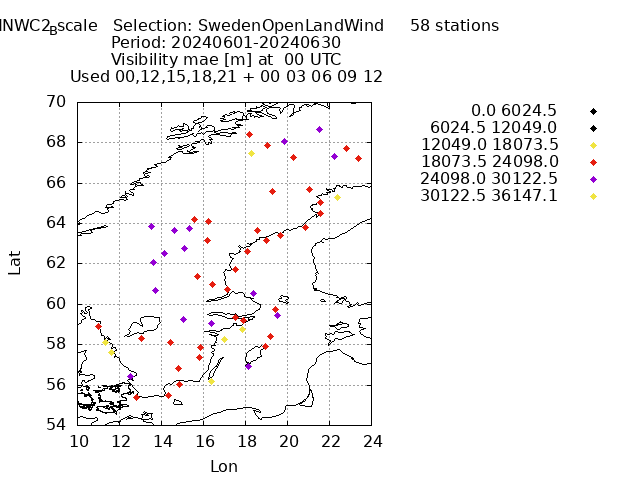 NWC2Bscale Selection: SwedenOpenLandWind 58 stations
Period: 20240601-20240630
Visibility mae [m] at 00 UTC
Used 00,12,15,18,21 + 00 03 06 09 12
0.0 6024.5
6024.5 12049.0
12049.0 18073.5
18073.5 24098.0
24098.0 30122.5
30122.5 36147.1
70
68
66
64
62
60
58
56
54
Lat
10 12 14 16 18 20 22 24
Lon